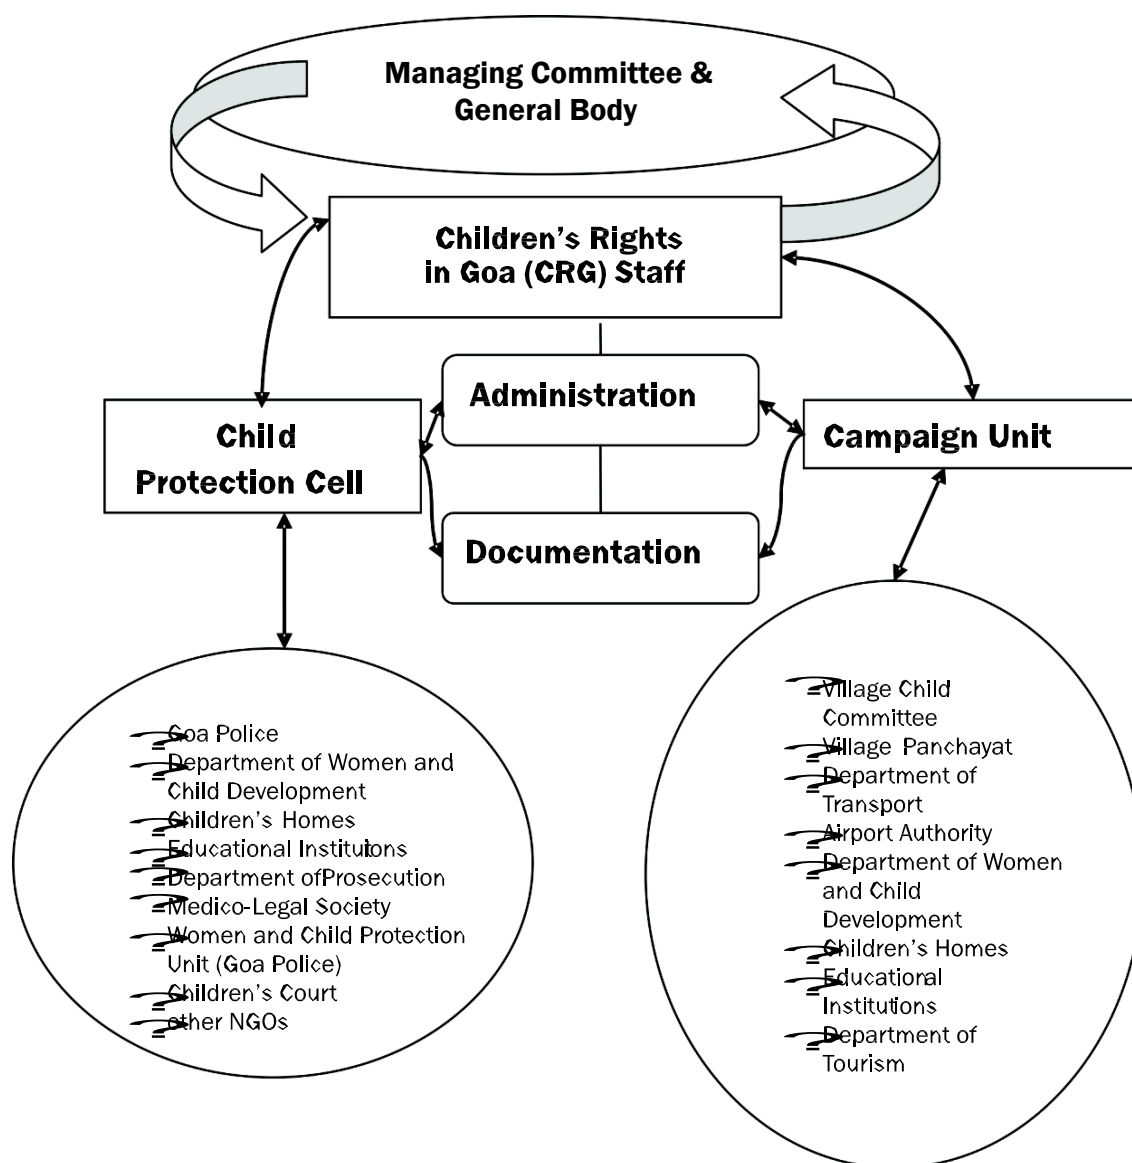 Managing Committee &
General Body
Children's Rights
in Goa (CRG) Staff
Administration
Child
Protection Cell
Campaign Unit
Documentation
Goa Police
Department of Women and
Child Development
Children's Homes
Educational Institutions
Department of Prosecution
Medico-Legal Society
Women and Child Protection
Unit (Goa Police)
Children's Court
other NGOs
Village Child
Committee
Village Panchayat
Department of
Transport
Airport Authority
Department of Women
and Child
Development
Children's Homes
Educational
Institutions
Department of
Tourism